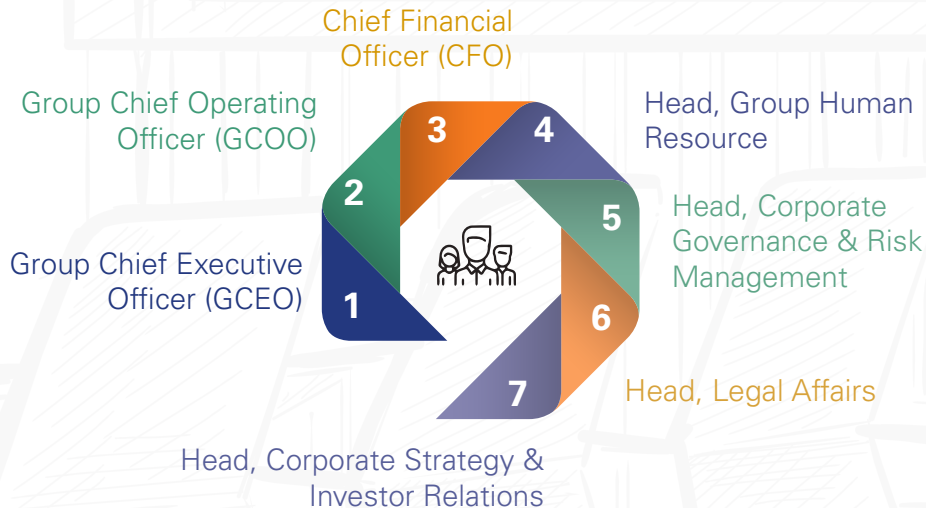 Chief Financial
Officer (CFO)
Group Chief Operating
Officer (GCOO)
3
4
Head, Group Human
Resource
2
5
Head, Corporate
Governance & Risk
Management
Group Chief Executive
Officer (GCEO)
1
6
7
Head, Legal Affairs
Head, Corporate Strategy &
Investor Relations